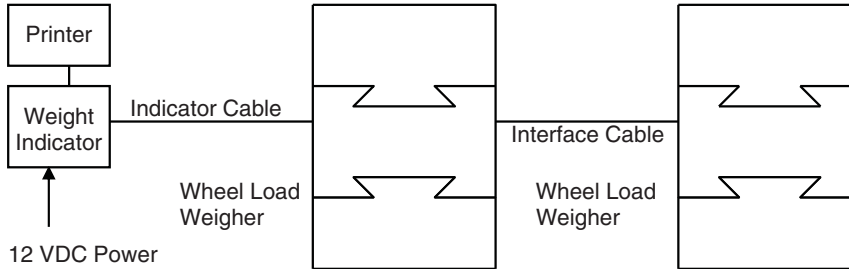 Printer
Weight
Indicator
Indicator Cable
Interface Cable
Wheel Load
Weigher
Wheel Load
Weigher
12 VDC Power